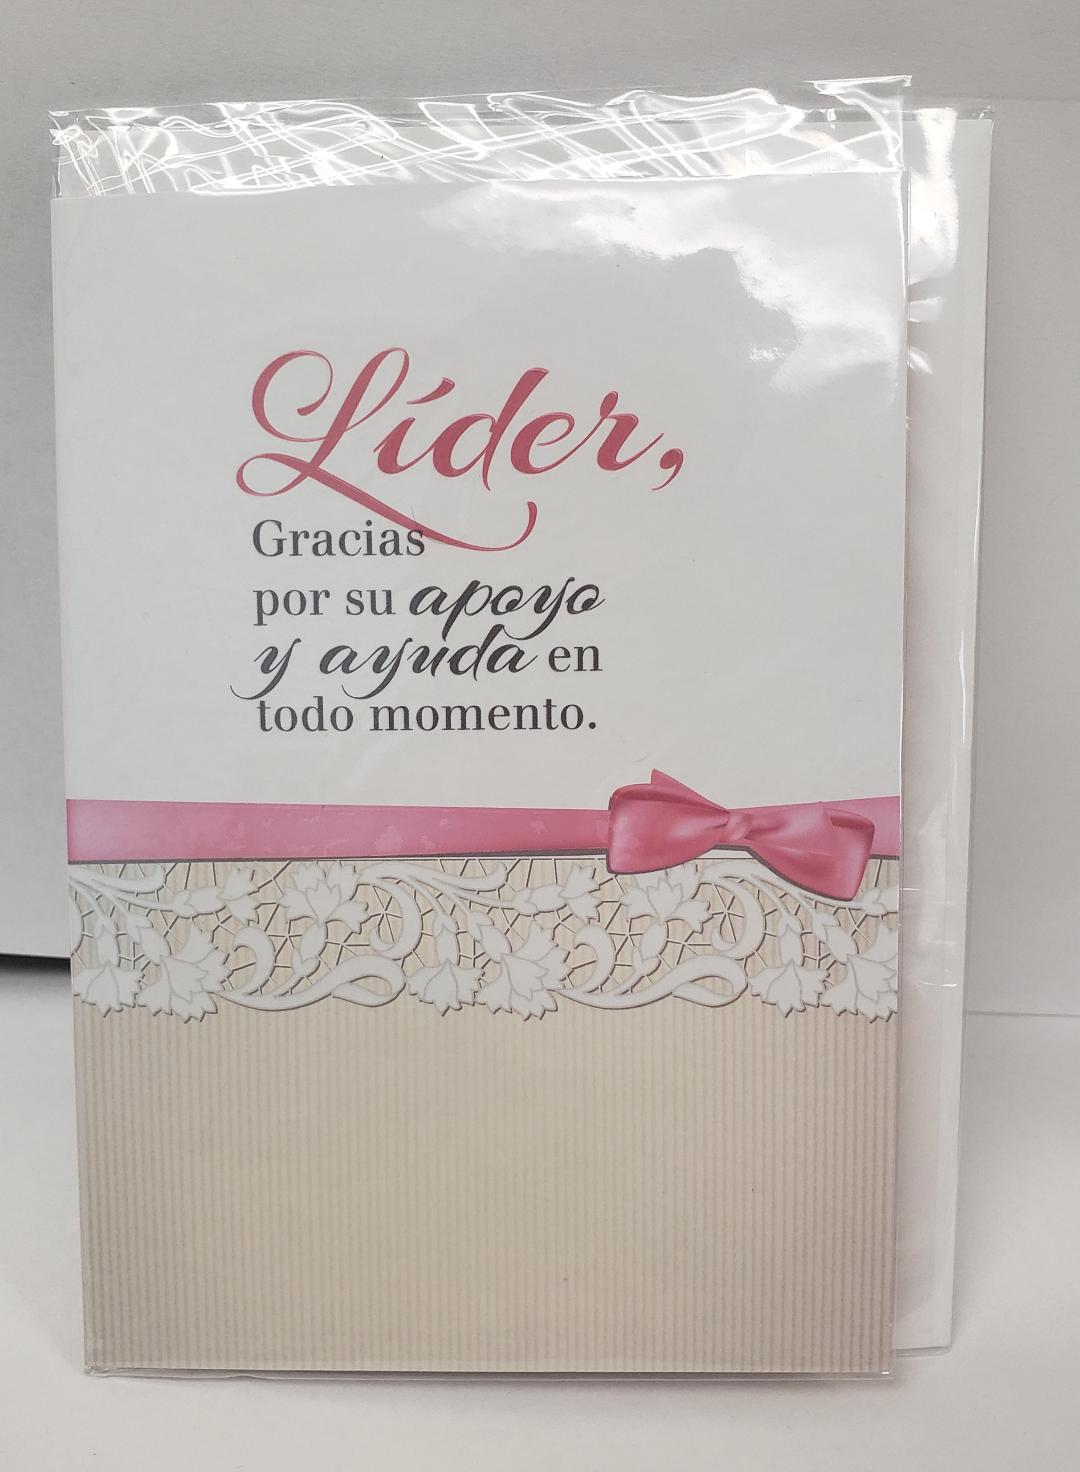 Líder,
Gracias
por su apoyo
y ayuda en
todo momento.